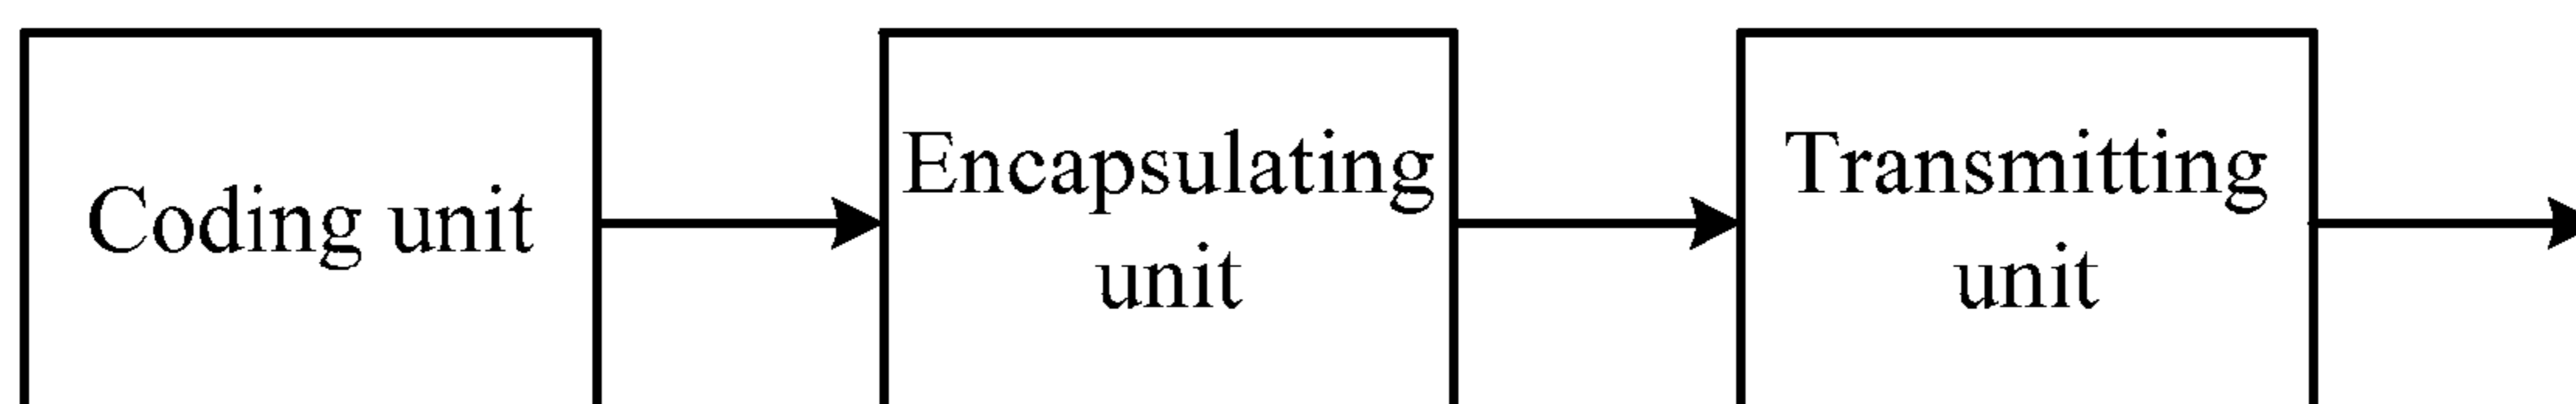 Coding unit
Encapsulating
unit
Transmitting
unit